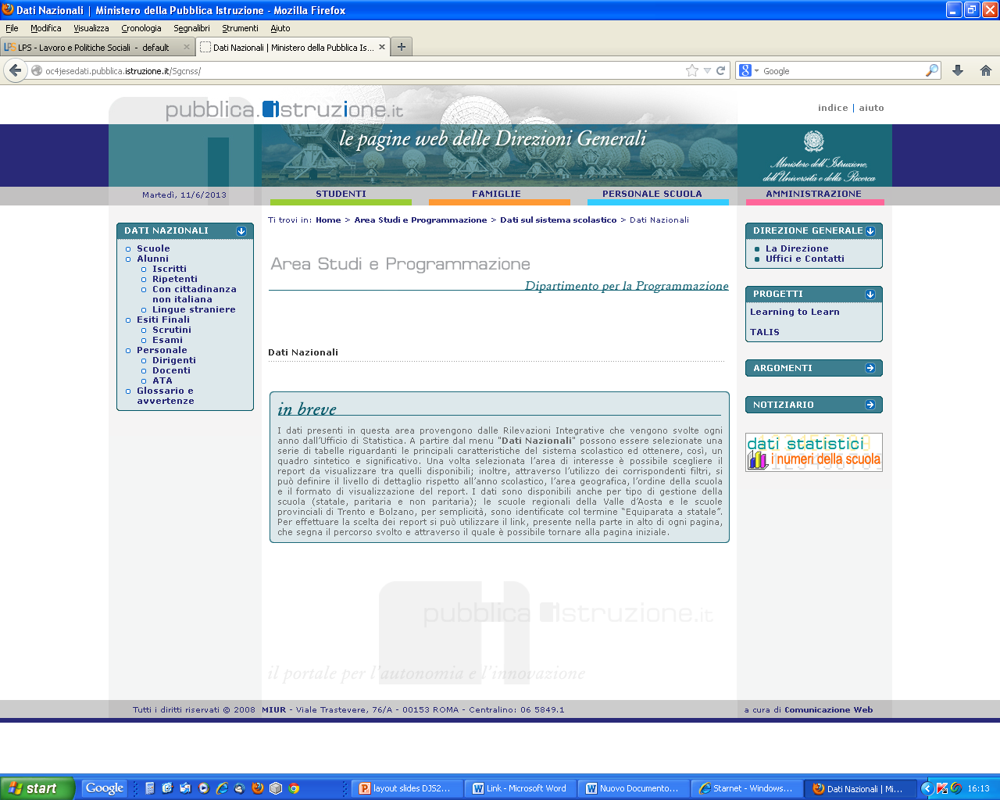 Dati Nazionali | Ministero della Pubblica Istruzione - Mozilla Firefox
File Modifica Visualizza Cronologia Segnalibri Strumenti Aiuto
LPS - Lavoro e Politiche Sociali - default
Dati Nazionali | Ministero della Pubblica Is...
oc4jesedati.pubblica.istruzione.it/Sgcnss/
Google
pubblica.istruzione.it
indice | aiuto
le pagine web delle Direzioni Generali
Ministero dell'Istruzione,
dell'Università e della Ricerca
Martedì, 11/6/2013
STUDENTI
FAMIGLIE
PERSONALE SCUOLA
AMMINISTRAZIONE
Ti trovi in: Home > Area Studi e Programmazione > Dati sul sistema scolastico > Dati Nazionali
DATI NAZIONALI
Scuole
Alunni
Iscritti
Ripetenti
Con cittadinanza
non italiana
Lingue straniere
Esiti Finali
Scrutini
Esami
Personale
Dirigenti
Docenti
ATA
Glossario e
avvertenze
Area Studi e Programmazione
Dipartimento per la Programmazione
Dati Nazionali
in breve
I dati presenti in questa area provengono dalle Rilevazioni Integrative che vengono svolte ogni
anno dall'Ufficio di Statistica. A partire dal menu "Dati Nazionali" possono essere selezionate una
serie di tabelle riguardanti le principali caratteristiche del sistema scolastico ed ottenere, così, un
quadro sintetico e significativo. Una volta selezionata l'area di interesse è possibile scegliere il
report da visualizzare tra quelli disponibili; inoltre, attraverso l'utilizzo dei corrispondenti filtri, si
può definire il livello di dettaglio rispetto all'anno scolastico, l'area geografica, l'ordine della scuola
e il formato di visualizzazione del report. I dati sono disponibili anche per tipo di gestione della
scuola (statale, paritaria e non paritaria); le scuole regionali della Valle d'Aosta e le scuole
provinciali di Trento e Bolzano, per semplicità, sono identificate col termine “Equiparata a statale”.
Per effettuare la scelta dei report si può utilizzare il link, presente nella parte in alto di ogni pagina,
che segna il percorso svolto e attraverso il quale è possibile tornare alla pagina iniziale.
DIREZIONE GENERALE
La Direzione
Uffici e Contatti
PROGETTI
Learning to Learn
TALIS
ARGOMENTI
NOTIZIARIO
dati statistici
i numeri della scuola
pubblica istruzione.it
il portale per l'autonomia e l'innovazione
Tutti i diritti riservati © 2008 MIUR - Viale Trastevere, 76/A - 00153 ROMA - Centralino: 06 5849.1
a cura di Comunicazione Web
start
Google
layout slides DJS2...
Link - Microsoft Word
Nuovo Documento...
Starnet - Windows...
Dati Nazionali | Mi...
16:13